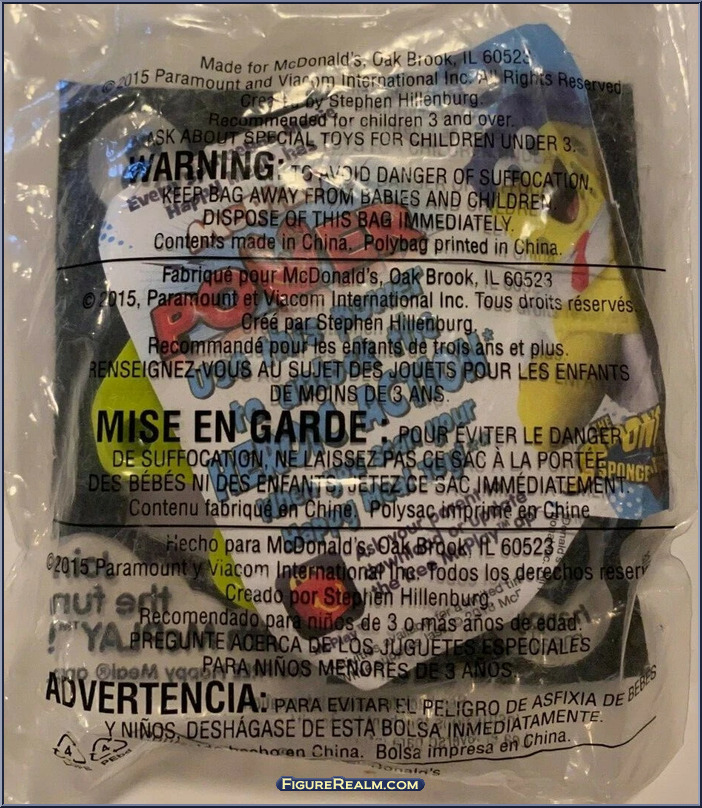 Made for McDonald's, Oak Brook, IL 60523
©2015 Paramount and Viacom International Inc. All Rights Reserved.
Created by Stephen Hillenburg.
Recommended for children 3 and over.
ASK ABOUT SPECIAL TOYS FOR CHILDREN UNDER 3.
WARNING: TO AVOID DANGER OF SUFFOCATION,
KEEP BAG AWAY FROM BABIES AND CHILDREN.
DISPOSE OF THIS BAG IMMEDIATELY.
Contents made in China. Polybag printed in China.
POWER
Fabriqué pour McDonald's, Oak Brook, IL 60523
©2015, Paramount et Viacom International Inc. Tous droits réservés.
Créé par Stephen Hillenburg.
Recommandé pour les enfants de trois ans et plus.
RENSEIGNEZ-VOUS AU SUJET DES JOUETS POUR LES ENFANTS
DE MOINS DE 3 ANS.
MISE EN GARDE : POUR ÉVITER LE DANGER
DE SUFFOCATION, NE LAISSEZ PAS CE SAC À LA PORTÉE
DES BÉBÉS NI DES ENFANTS. JETEZ CE SAC IMMÉDIATEMENT.
Contenu fabriqué en Chine. Polysac imprimé en Chine
Hecho para McDonald's, Oak Brook, IL 60523
©2015 Paramount y Viacom International Inc. Todos los derechos reserv
Creado por Stephen Hillenburg
Recomendado para niños de 3 o más años de edad.
PREGUNTE ACERCA DE LOS JUGUETES ESPECIALES
PARA NIÑOS MENORES DE 3 AÑOS.
ADVERTENCIA: PARA EVITAR EL PELIGRO DE ASFIXIA DE BEBÉS
Y NIÑOS, DESHÁGASE DE ESTA BOLSA INMEDIATAMENTE.
hecho en China. Bolsa impresa en China.
FIGUREREALM.COM